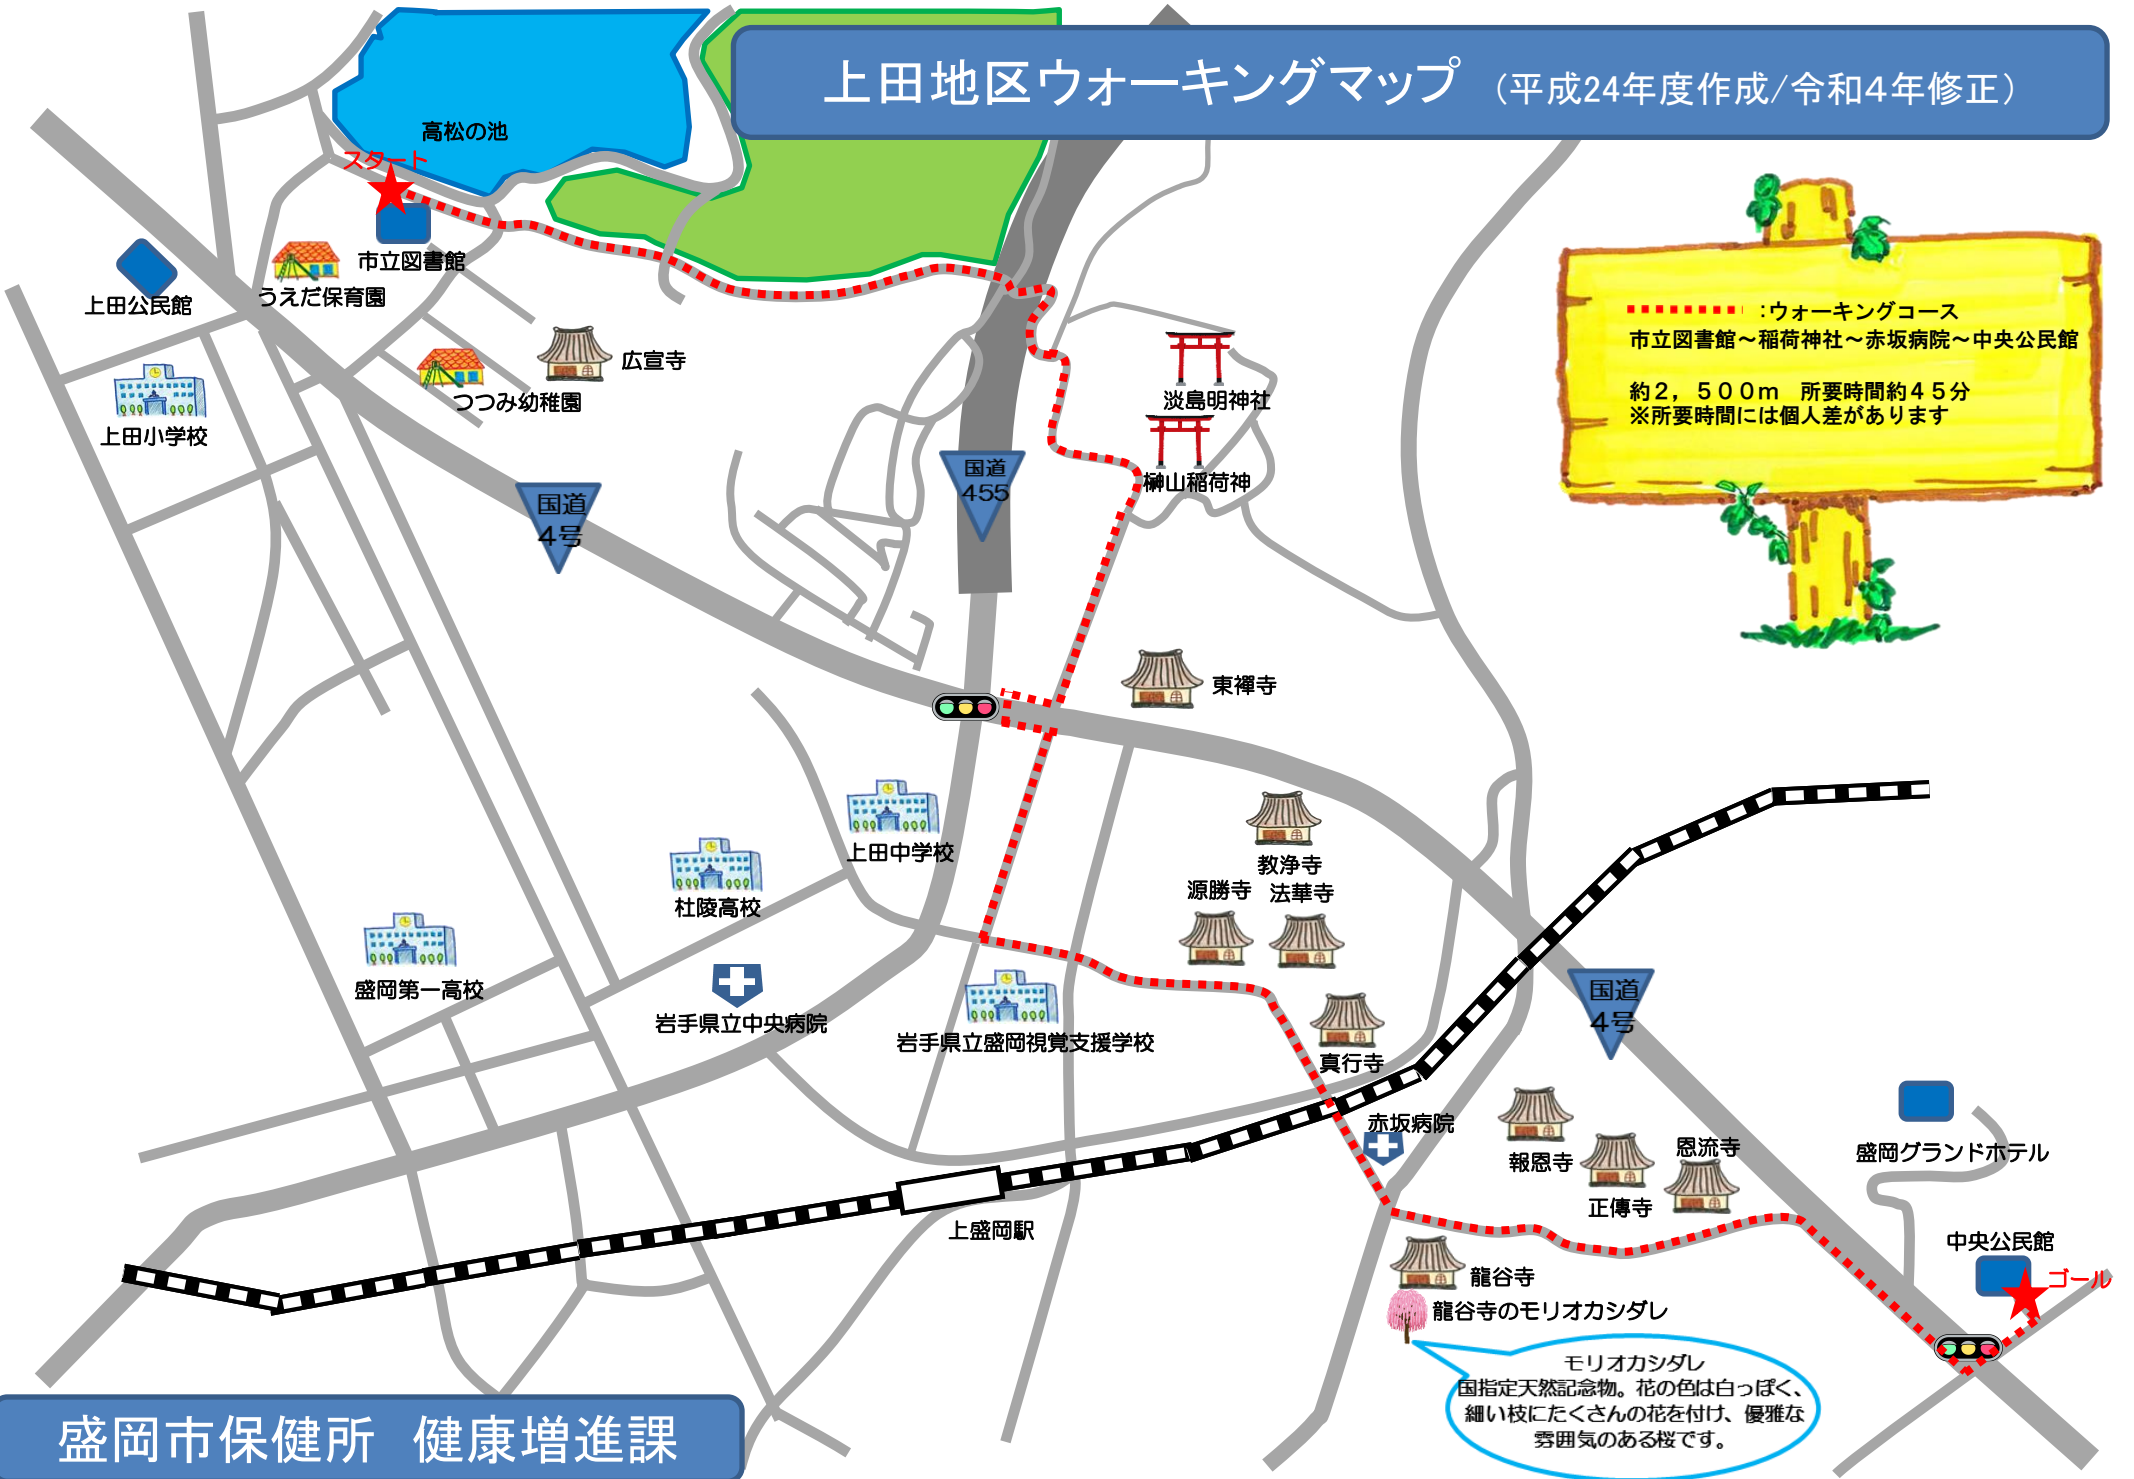 上田地区ウォーキングマップ （平成24年度作成/令和４年修正）
高松の池
スタート
市立図書館
うえだ保育園
上田公民館
上田小学校
つつみ幼稚園
広宣寺
国道
4号
国道
455
淡島明神社
榊山稲荷神
:ウォーキングコース
市立図書館～稲荷神社～赤坂病院～中央公民館
約２，５００ｍ　所要時間約４５分
※所要時間には個人差があります
東禅寺
上田中学校
杜陵高校
盛岡第一高校
岩手県立中央病院
岩手県立盛岡視覚支援学校
教浄寺
源勝寺
法華寺
真行寺
国道
4号
赤坂病院
報恩寺
正傳寺
恩流寺
盛岡グランドホテル
中央公民館
ゴール
上盛岡駅
龍谷寺
龍谷寺のモリオカシダレ
モリオカシダレ
国指定天然記念物。花の色は白っぽく、
細い枝にたくさんの花を付け、優雅な
雰囲気のある桜です。
盛岡市保健所　健康増進課